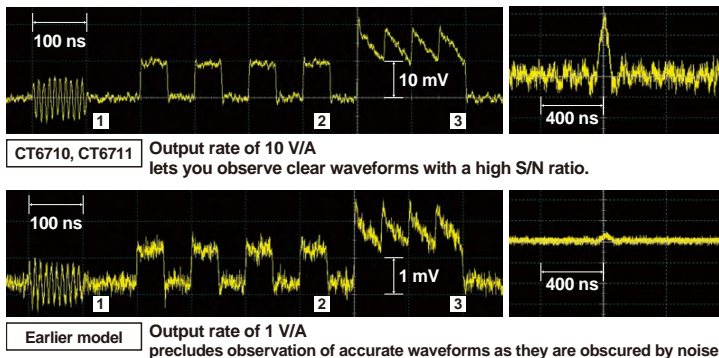 100 ns
10 mV
400 ns
1
2
3
CT6710, CT6711
Output rate of 10 V/A
lets you observe clear waveforms with a high S/N ratio.
100 ns
1 mV
400 ns
1
2
3
Earlier model
Output rate of 1 V/A
precludes observation of accurate waveforms as they are obscured by noise